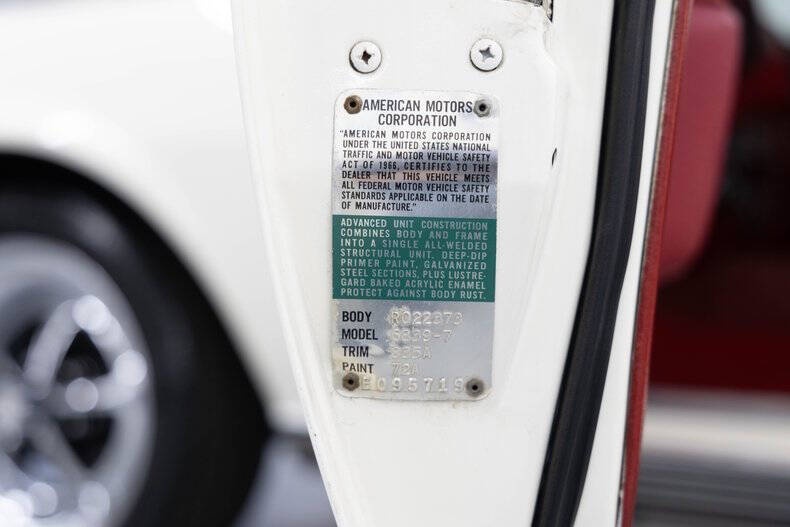 AMERICAN MOTORS
CORPORATION
"AMERICAN MOTORS CORPORATION
UNDER THE UNITED STATES NATIONAL
TRAFFIC AND MOTOR VEHICLE SAFETY
ACT OF 1966, CERTIFIES TO THE
DEALER THAT THIS VEHICLE MEETS
ALL FEDERAL MOTOR VEHICLE SAFETY
STANDARDS APPLICABLE ON THE DATE
OF MANUFACTURE."
ADVANCED UNIT CONSTRUCTION
COMBINES BODY AND FRAME
INTO A SINGLE ALL-WELDED
STRUCTURAL UNIT, DEEP-DIP
PRIMER PAINT, GALVANIZED
STEEL SECTIONS, PLUS LUSTRE-
GARD BAKED ACRYLIC ENAMEL
PROTECT AGAINST BODY RUST.
BODY R022373
MODEL
TRIM
PAINT 72A
E095719